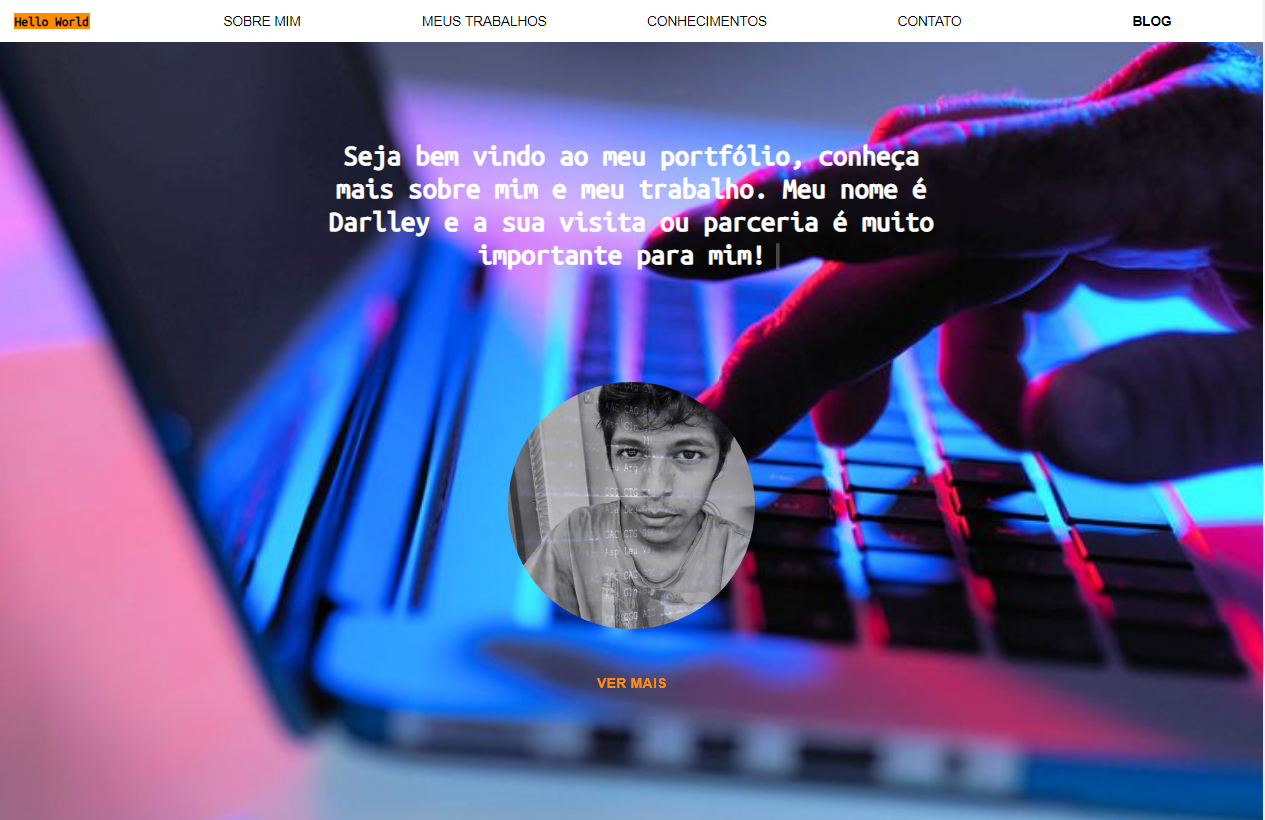 Hello World
SOBRE MIM
MEUS TRABALHOS
CONHECIMENTOS
CONTATO
BLOG
Seja bem vindo ao meu portfólio, conheça
mais sobre mim e meu trabalho. Meu nome é
Darlley e a sua visita ou parceria é muito
importante para mim!
VER MAIS